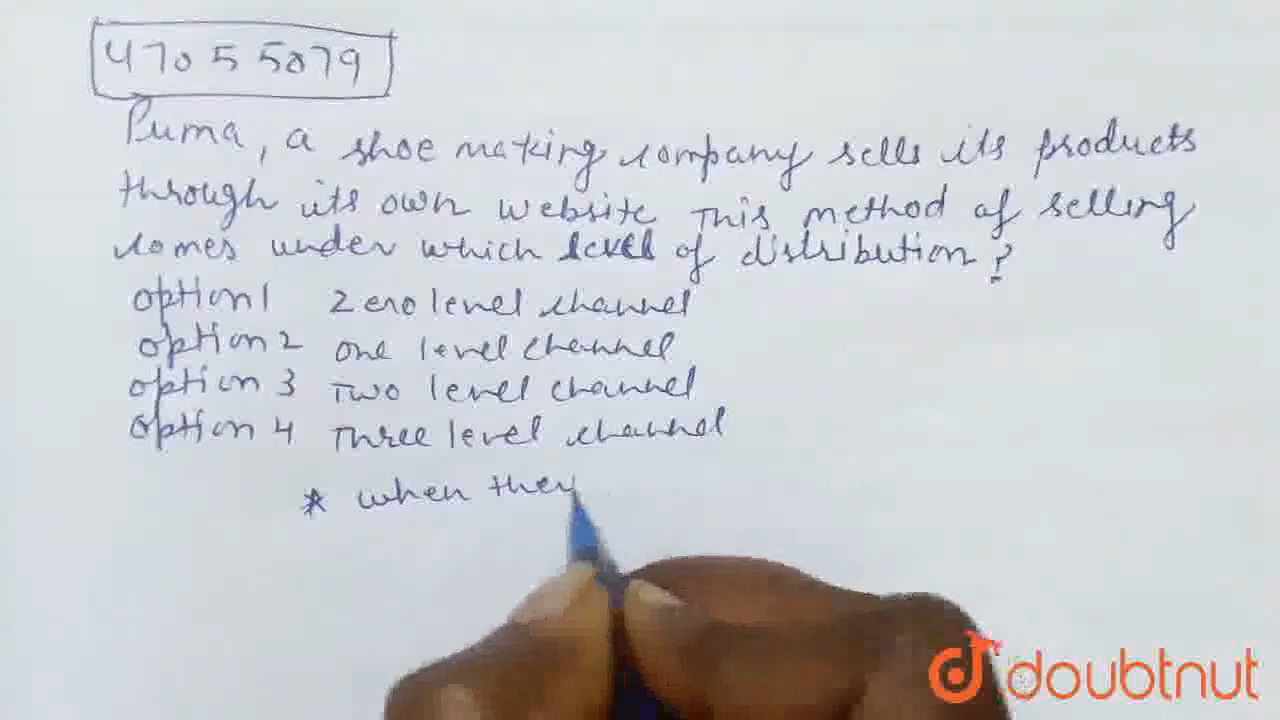 47055079
Puma, a shoe making company sells its products
through its own website This method of selling
comes under which level of distribution?
option 1 Zero level channel
option 2 one level channel
option 3 Two level channel
option 4 Three level channel
* when they
doubtnut